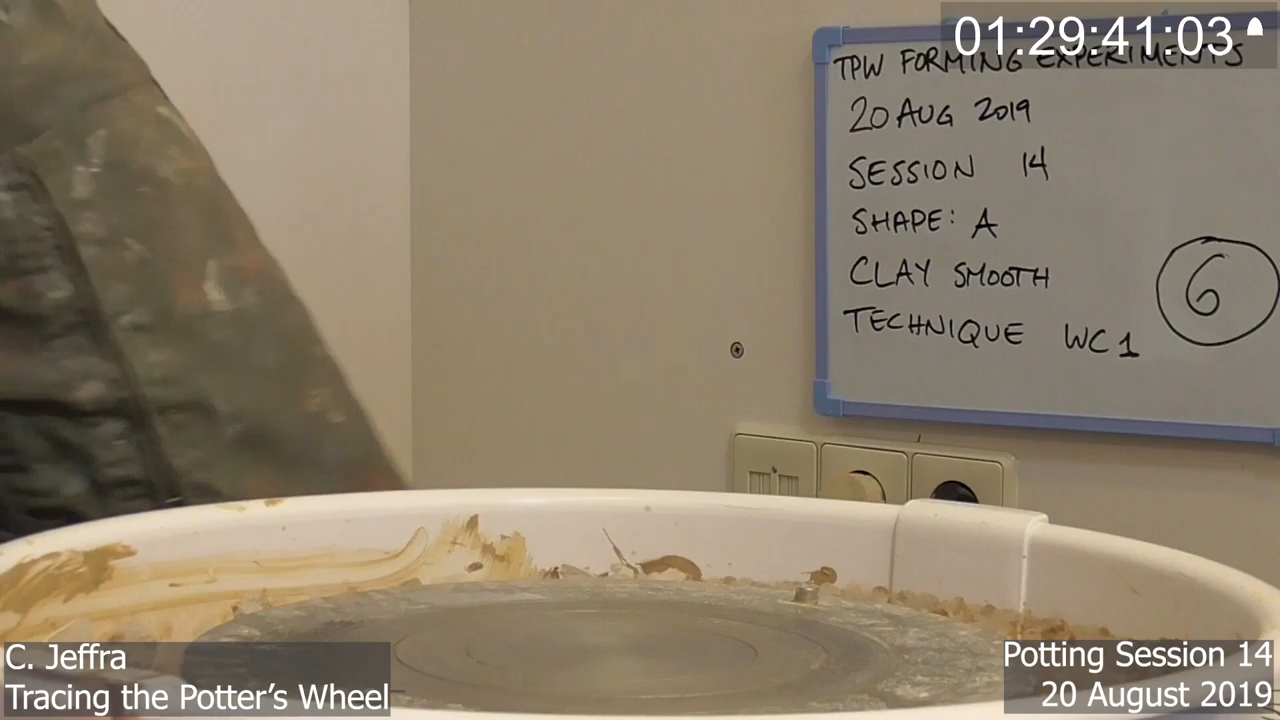 01:29:41:03
TPW FORMING EXPERIMENTS
20 AUG 2019
SESSION 14
SHAPE: A
CLAY SMOOTH
6
TECHNIQUE WC1
C. Jeffra
Tracing the Potter's Wheel
Potting Session 14
20 August 2019